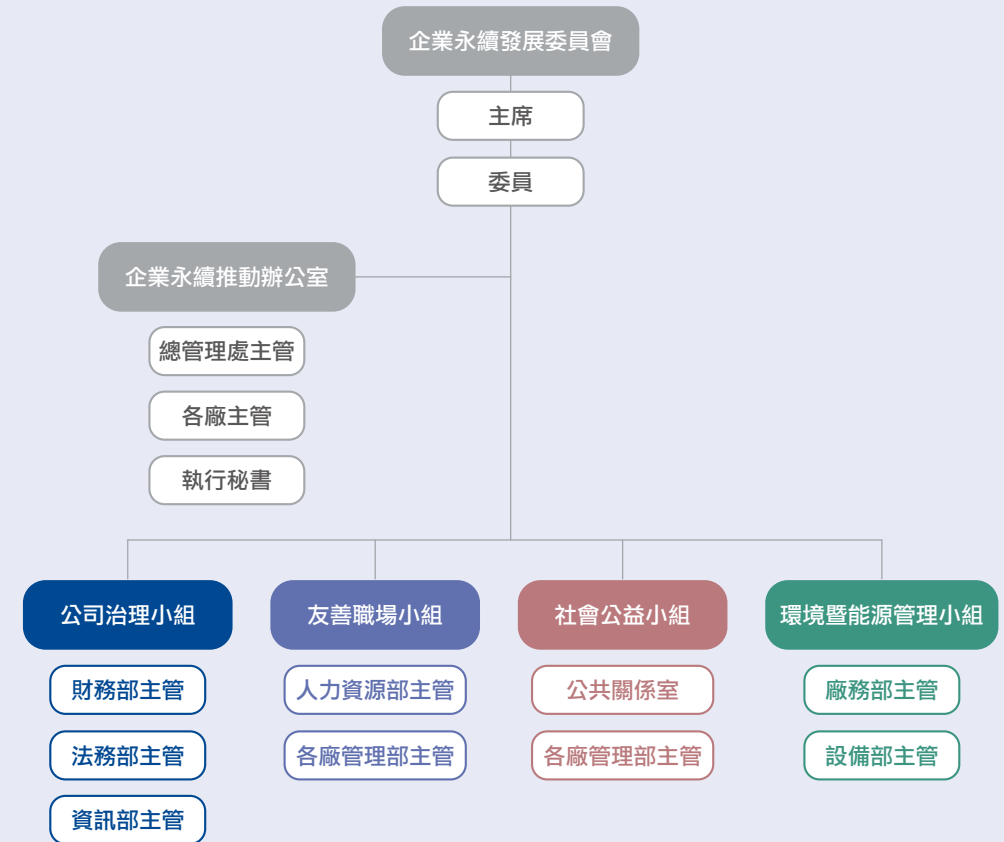 企業永續發展委員會
主席
委員
企業永續推動辦公室
總管理處主管
各廠主管
執行秘書
公司治理小組
財務部主管
法務部主管
資訊部主管
友善職場小組
人力資源部主管
各廠管理部主管
社會公益小組
公共關係室
各廠管理部主管
環境暨能源管理小組
廠務部主管
設備部主管